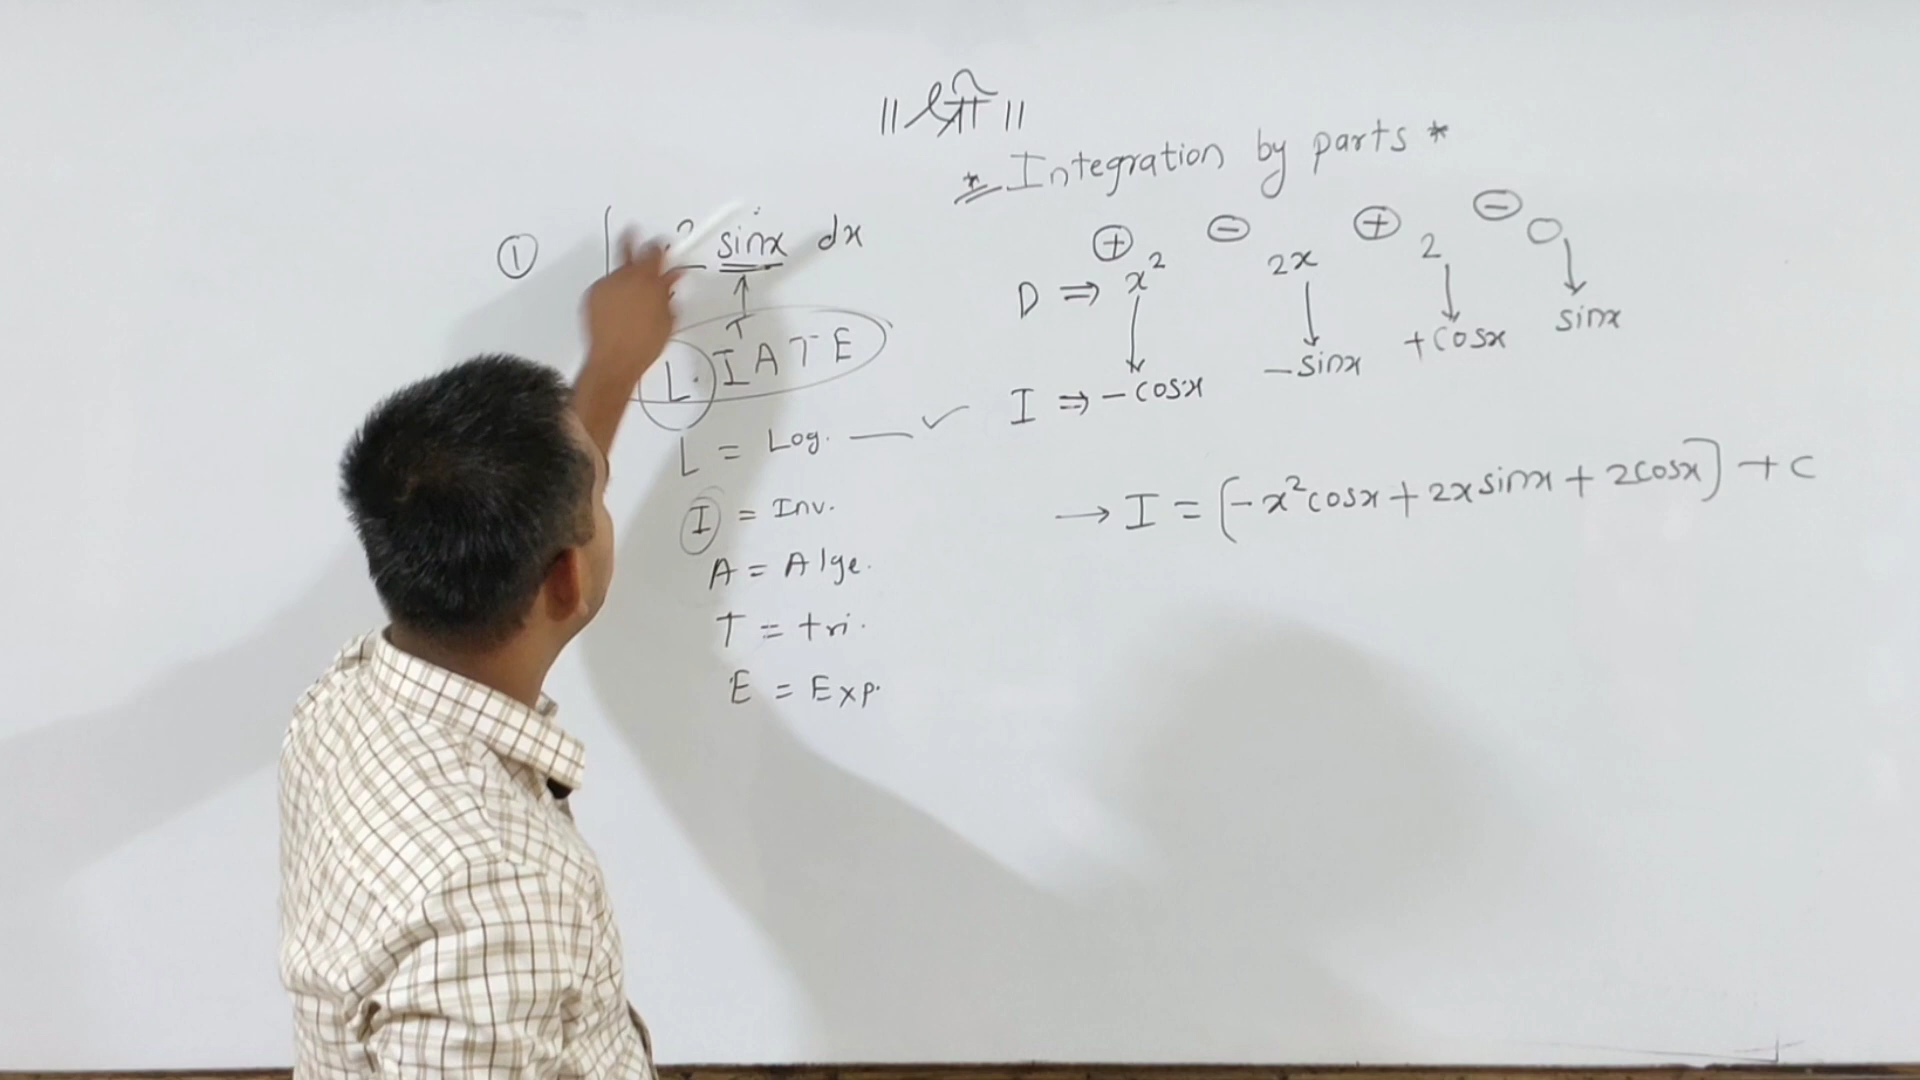 || श्री ||
* Integration by parts *
① ∫ ² sinx dx
T
L. I A T E
L = Log. — ✓
I = Inv.
A = Alge.
T = tri.
E = Exp.
⊕ ⊖ ⊕ ⊖
D ⇒ x² 2x 2 0
I ⇒ -cosx -sinx +cosx sinx
→ I = [-x²cosx + 2x sinx + 2cosx] + c